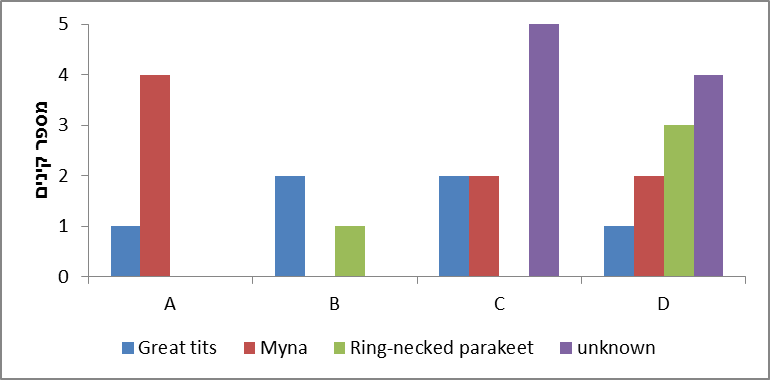 מספר קינים
5
4
3
2
1
0
A B C D
Great tits Myna Ring-necked parakeet unknown